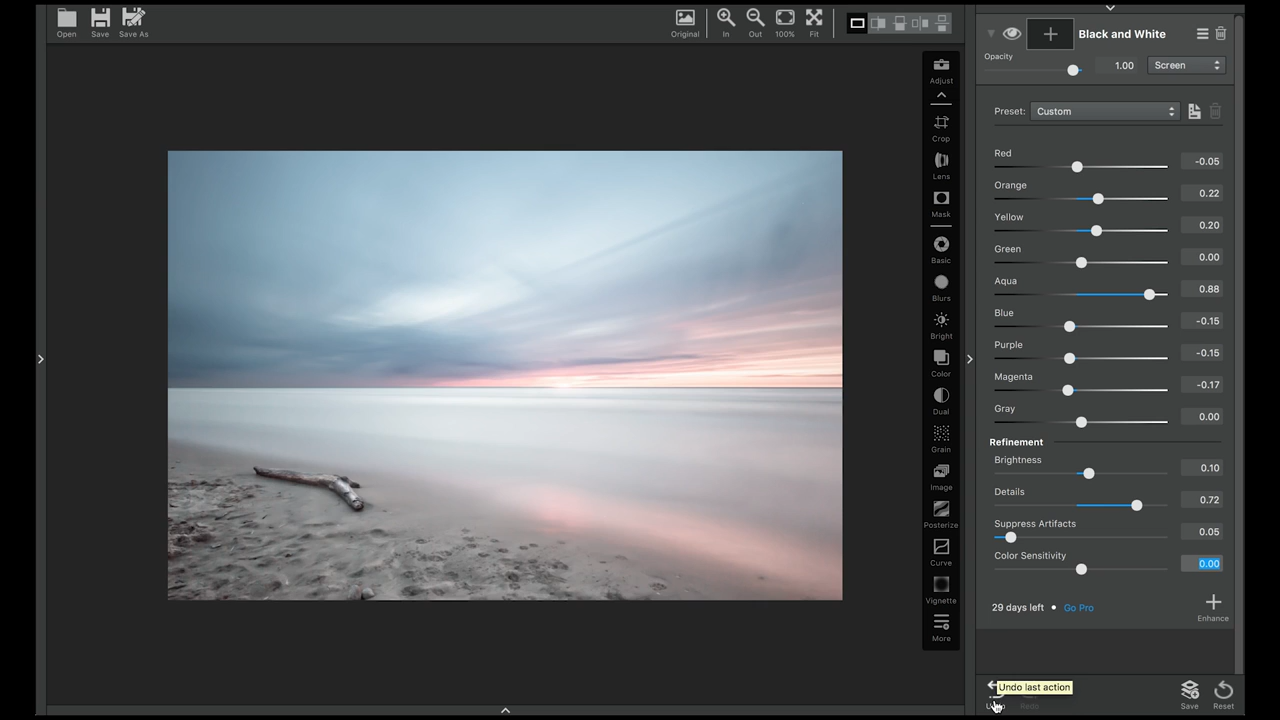 Open
Save
Save As
Original
In
Out
100%
Fit
Black and White
Opacity
1.00
Screen
Preset:
Custom
Red
-0.05
Orange
0.22
Yellow
0.20
Green
0.00
Aqua
0.88
Blue
-0.15
Purple
-0.15
Magenta
-0.17
Gray
0.00
Refinement
Brightness
0.10
Details
0.72
Suppress Artifacts
0.05
Color Sensitivity
0.00
29 days left • Go Pro
Enhance
Adjust
Crop
Lens
Mask
Basic
Blurs
Bright
Color
Dual
Grain
Image
Posterize
Curve
Vignette
More
Undo last action
Redo
Save
Reset